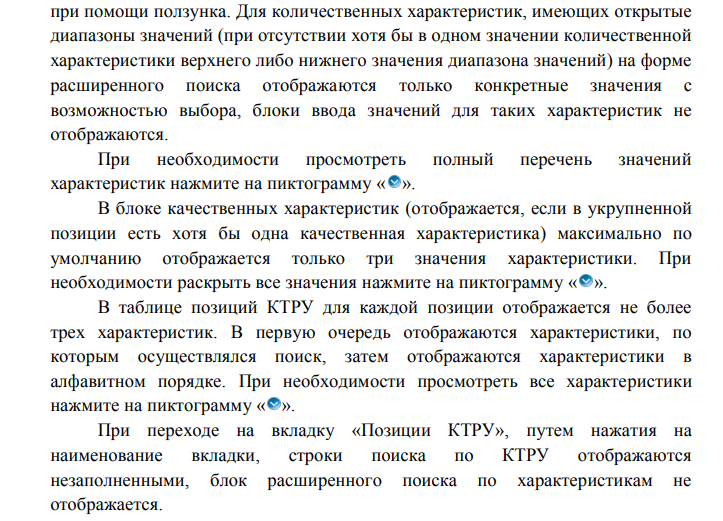 при помощи ползунка. Для количественных характеристик, имеющих открытые
диапазоны значений (при отсутствии хотя бы в одном значении количественной
характеристики верхнего либо нижнего значения диапазона значений) на форме
расширенного поиска отображаются только конкретные значения с
возможностью выбора, блоки ввода значений для таких характеристик не
отображаются.
При необходимости просмотреть полный перечень значений
характеристик нажмите на пиктограмму «».
В блоке качественных характеристик (отображается, если в укрупненной
позиции есть хотя бы одна качественная характеристика) максимально по
умолчанию отображается только три значения характеристики. При
необходимости раскрыть все значения нажмите на пиктограмму «».
В таблице позиций КТРУ для каждой позиции отображается не более
трех характеристик. В первую очередь отображаются характеристики, по
которым осуществлялся поиск, затем отображаются характеристики в
алфавитном порядке. При необходимости просмотреть все характеристики
нажмите на пиктограмму «».
При переходе на вкладку «Позиции КТРУ», путем нажатия на
наименование вкладки, строки поиска по КТРУ отображаются
незаполненными, блок расширенного поиска по характеристикам не
отображается.